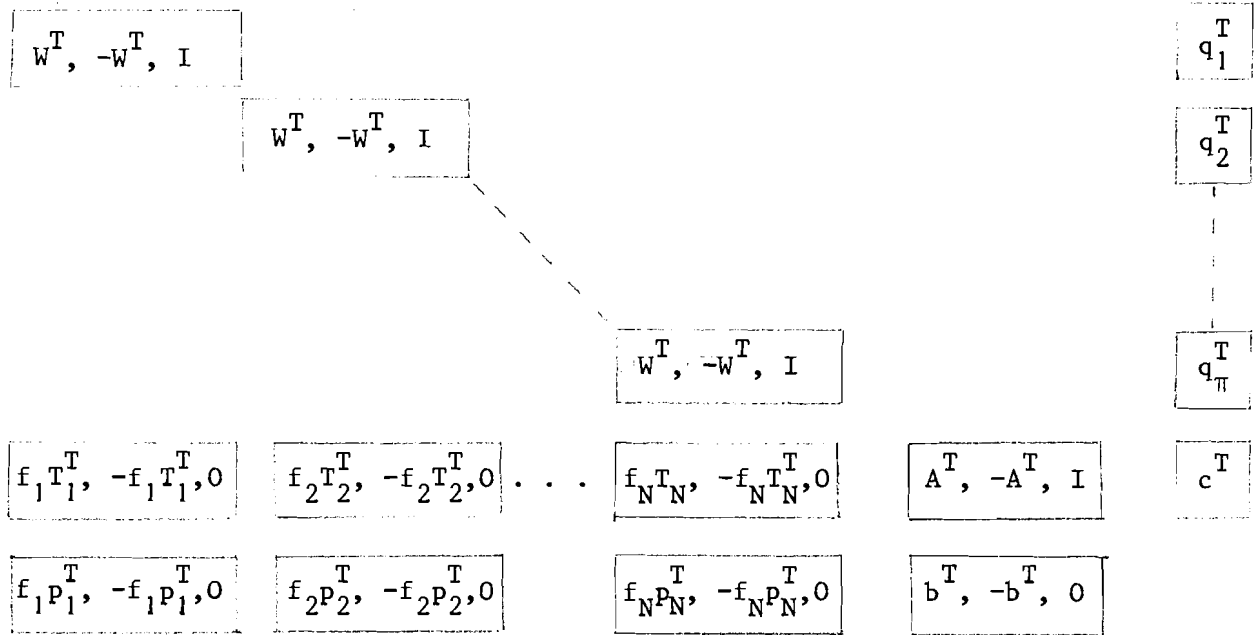 W^T, -W^T, I q_1^T
W^T, -W^T, I q_2^T
W^T, -W^T, I q_π^T
f_1T_1^T, -f_1T_1^T,0 f_2T_2^T, -f_2T_2^T,0 . . . f_NT_N^T, -f_NT_N^T,0 A^T, -A^T, I c^T
f_1p_1^T, -f_1p_1^T,0 f_2p_2^T, -f_2p_2^T,0 f_Np_N^T, -f_Np_N^T,0 b^T, -b^T, 0